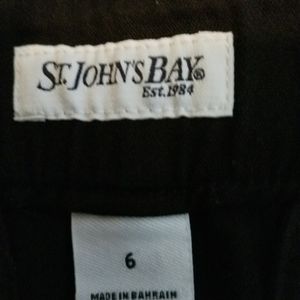 ST. JOHN'S BAY®
Est. 1984
6
MADE IN BAHRAIN